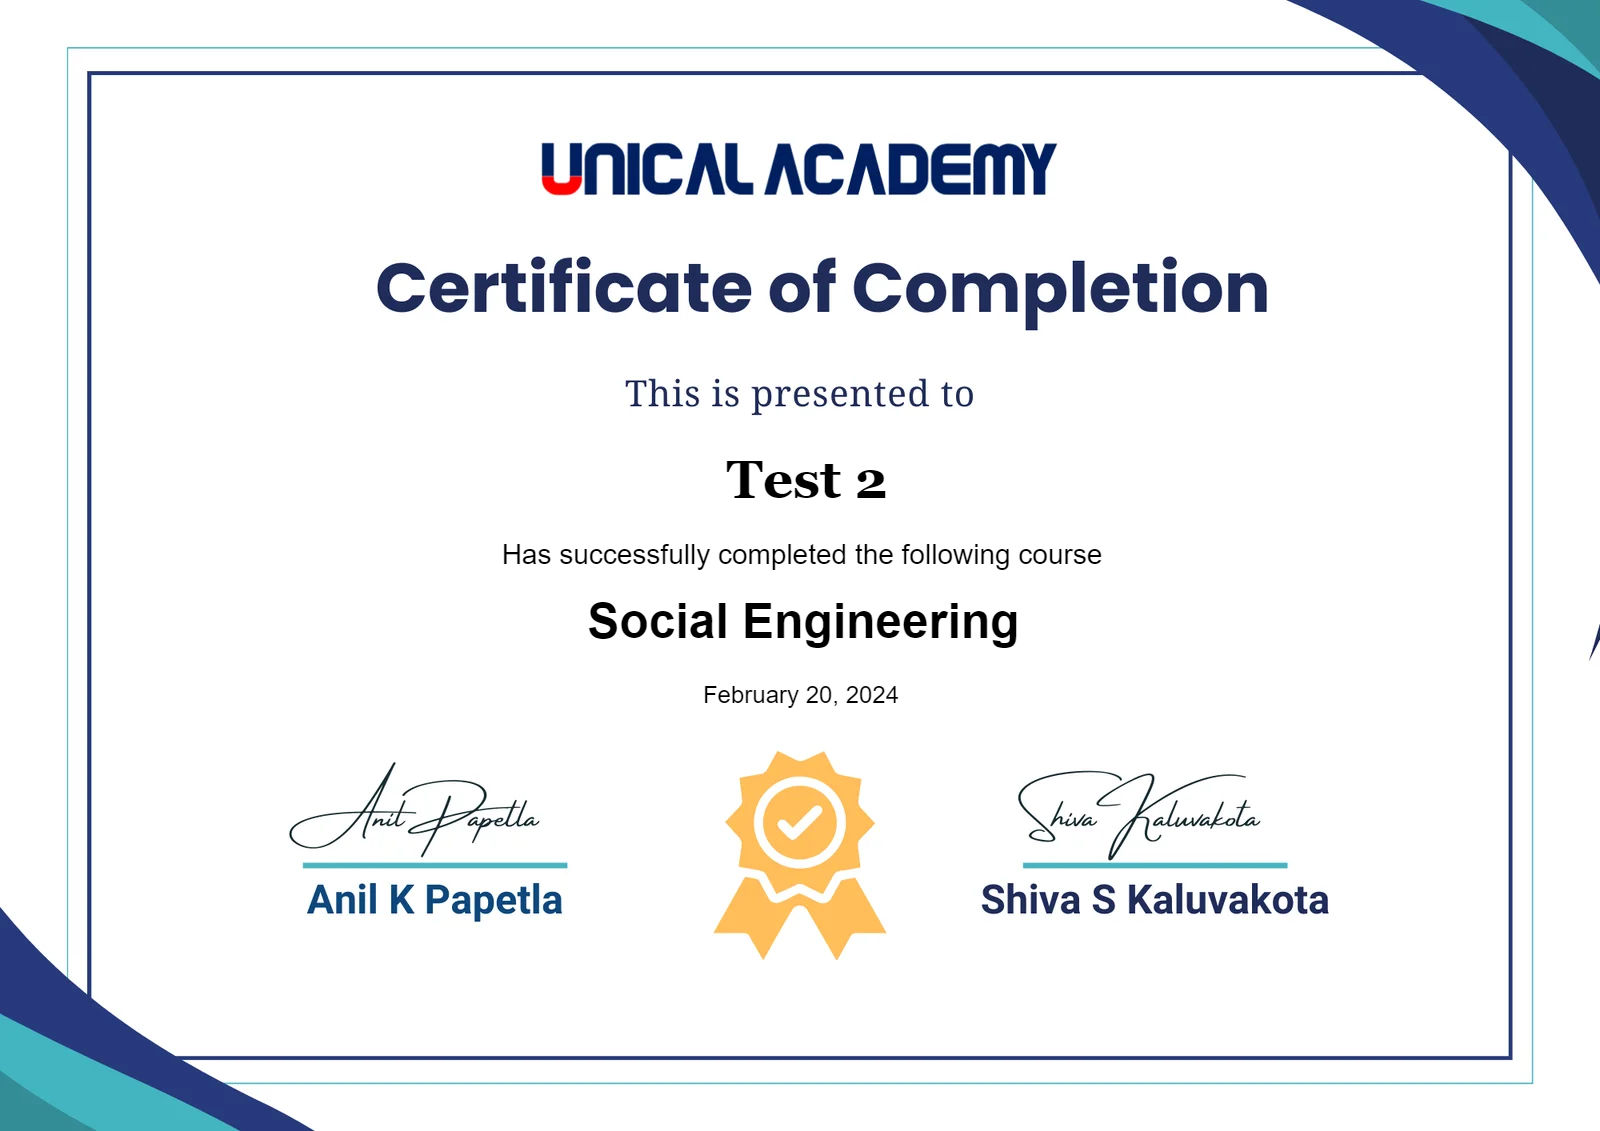 UNICAL ACADEMY
Certificate of Completion
This is presented to
Test 2
Has successfully completed the following course
Social Engineering
February 20, 2024
Anil Papetla
Shiva Kaluvakota
Anil K Papetla
Shiva S Kaluvakota